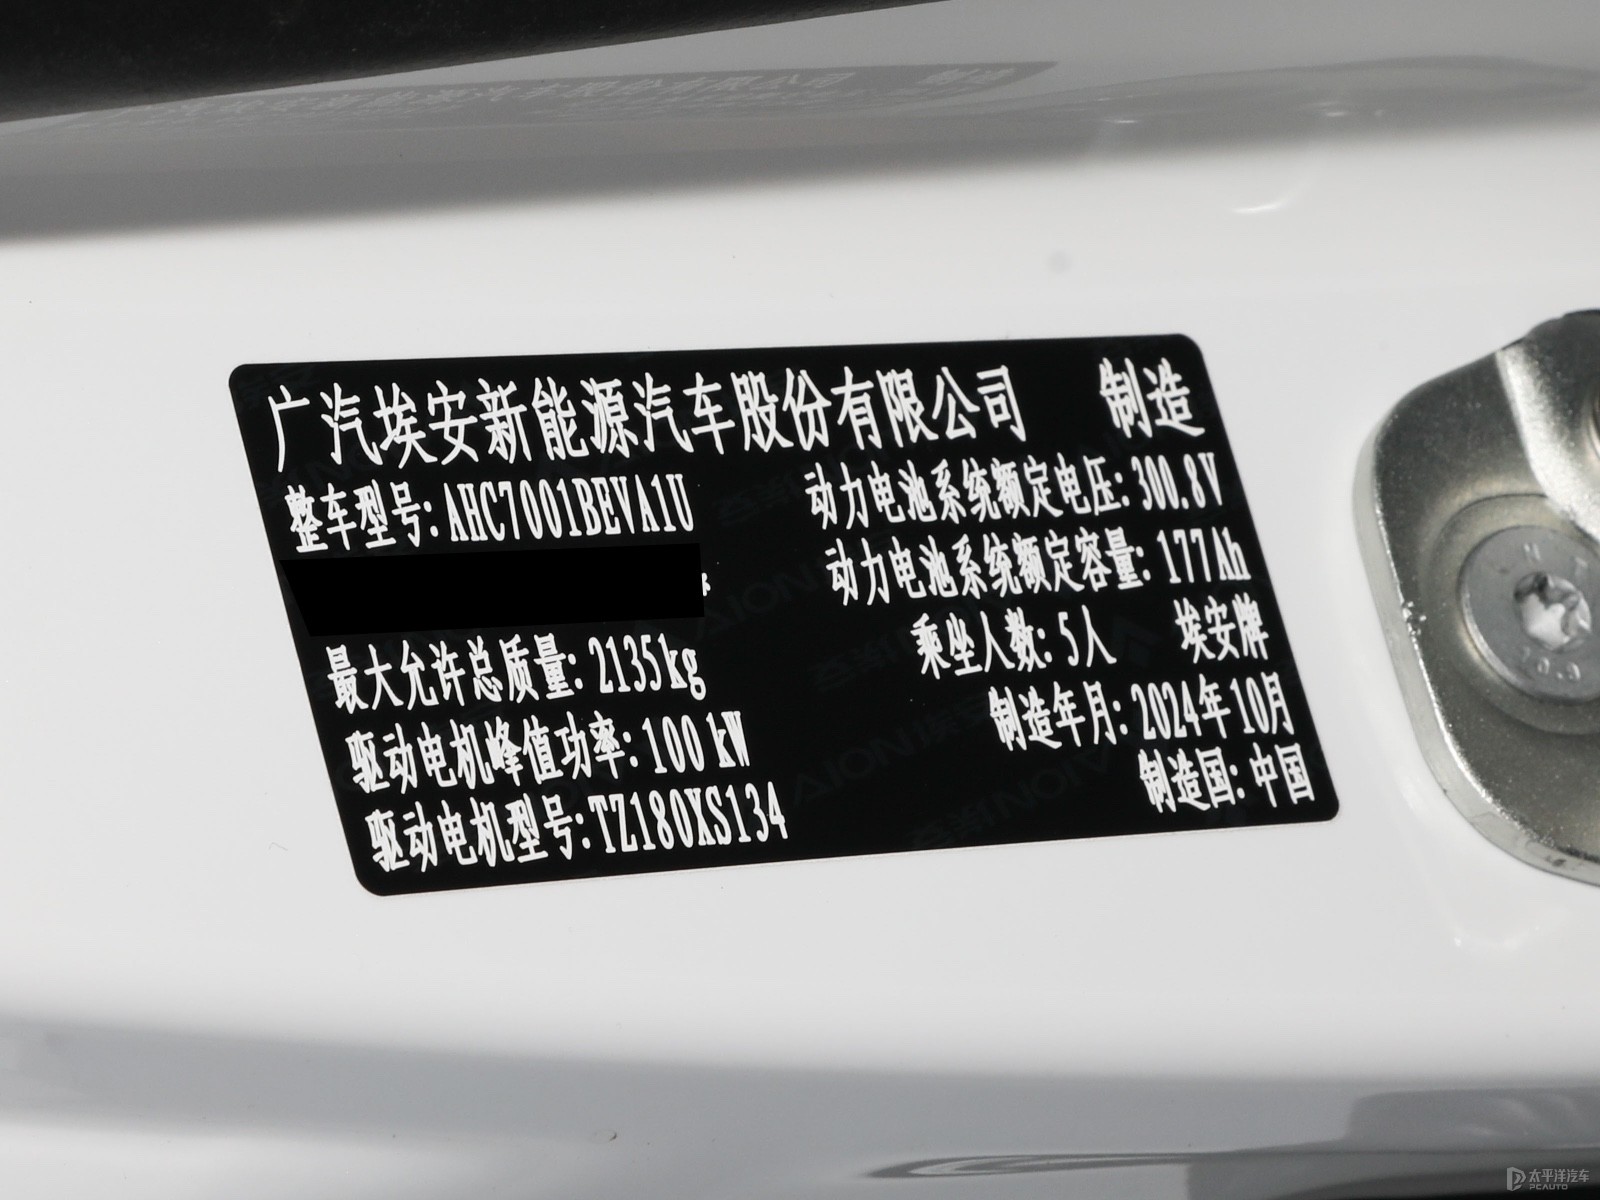 广汽埃安新能源汽车股份有限公司 制造
整车型号:AHC7001BEVA1U
动力电池系统额定电压:300.8V
动力电池系统额定容量:177Ah
最大允许总质量:2135kg
乘坐人数:5人 埃安牌
驱动电机峰值功率:100kW
制造年月:2024年10月
驱动电机型号:TZ180XS134
制造国:中国
太平洋汽车
PCAUTO